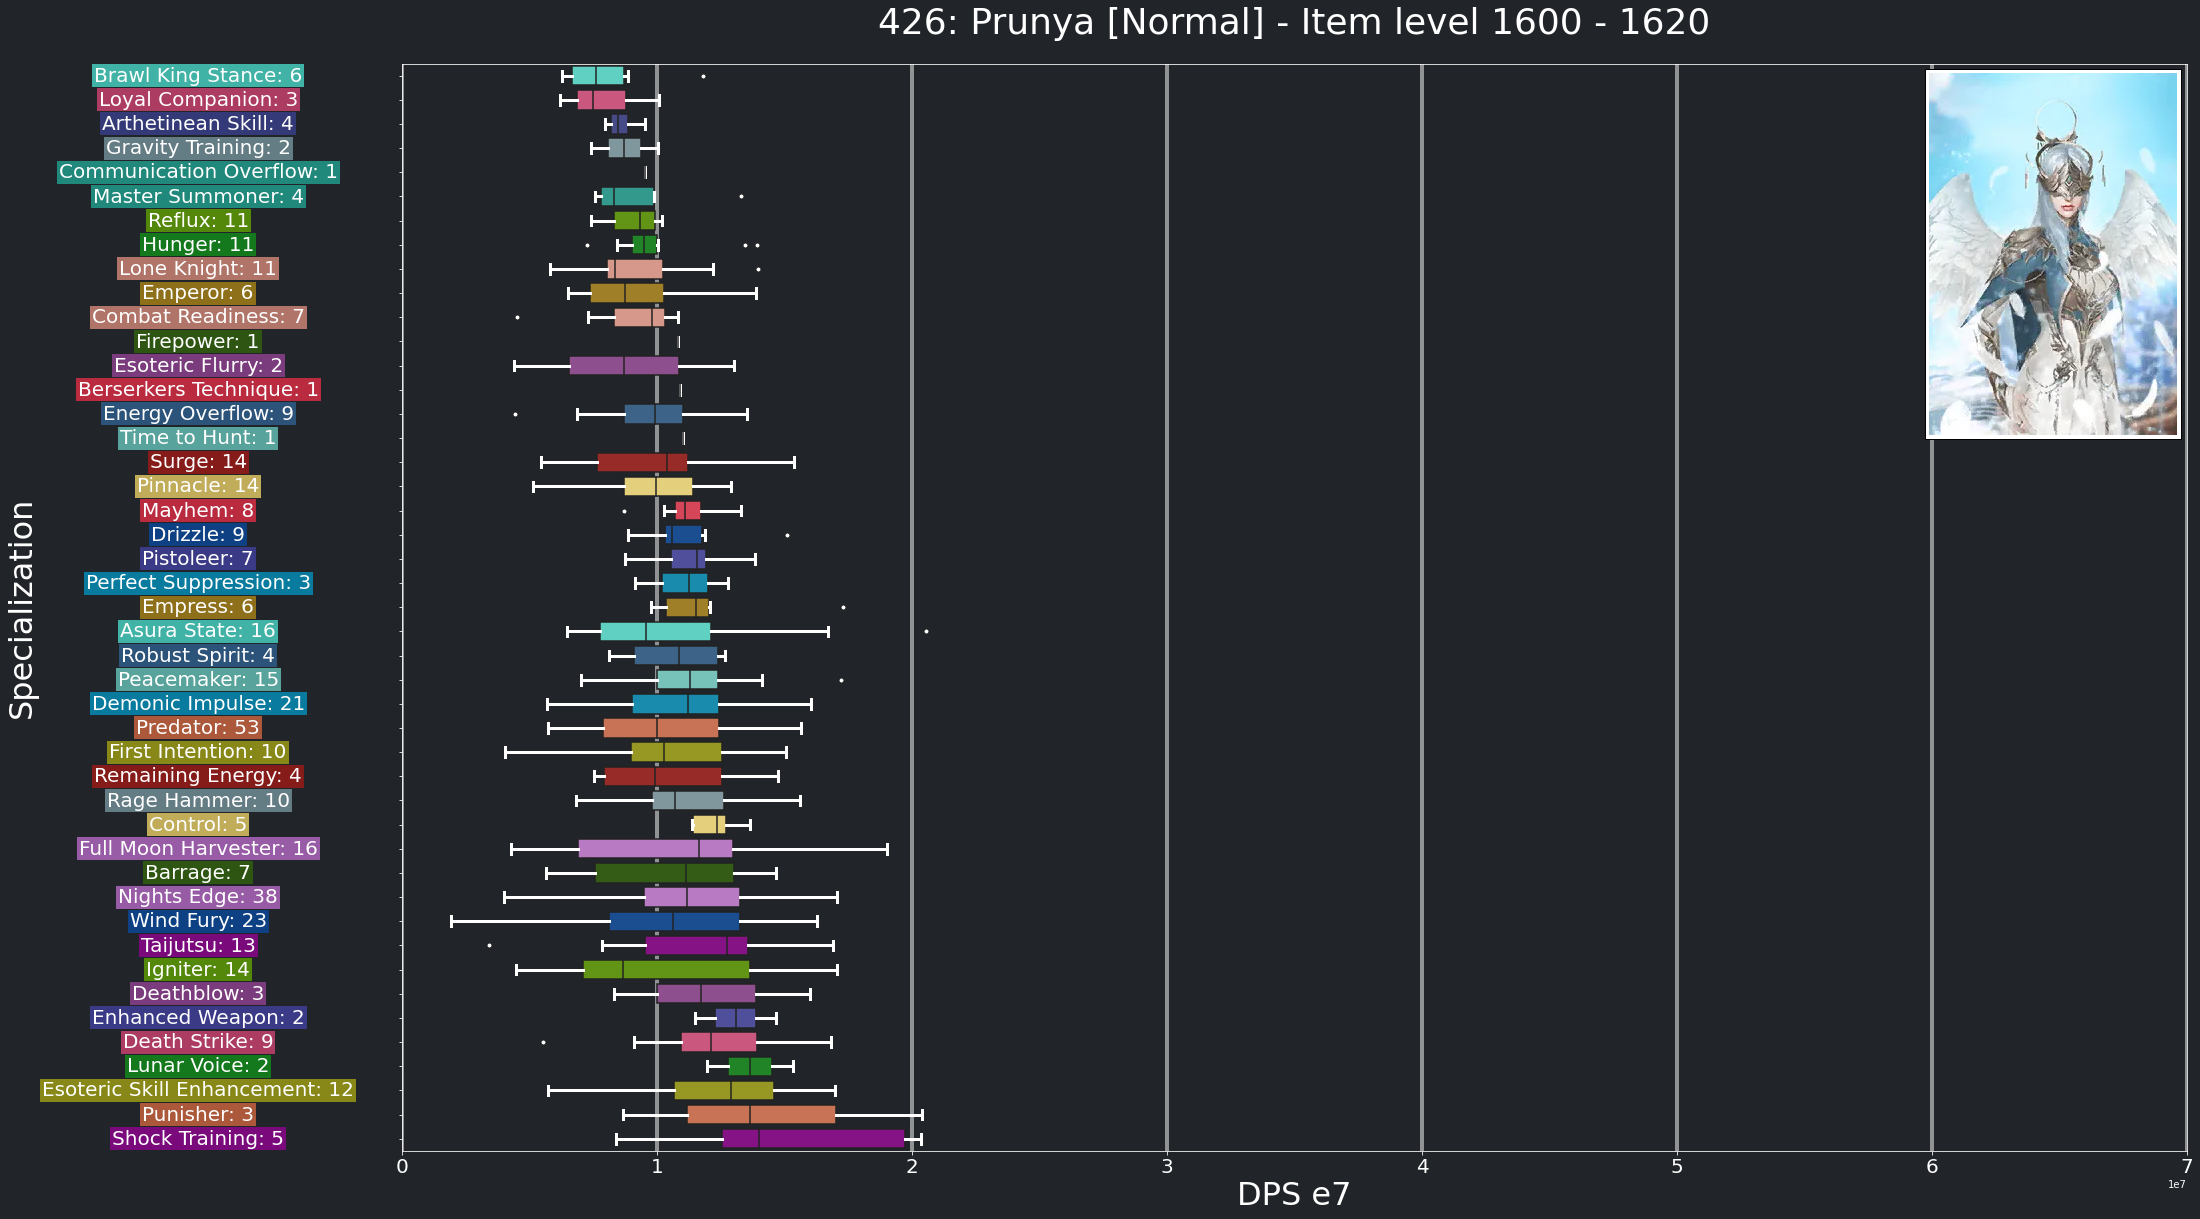 426: Prunya [Normal] - Item level 1600 - 1620
Specialization
Brawl King Stance: 6
Loyal Companion: 3
Arthetinean Skill: 4
Gravity Training: 2
Communication Overflow: 1
Master Summoner: 4
Reflux: 11
Hunger: 11
Lone Knight: 11
Emperor: 6
Combat Readiness: 7
Firepower: 1
Esoteric Flurry: 2
Berserkers Technique: 1
Energy Overflow: 9
Time to Hunt: 1
Surge: 14
Pinnacle: 14
Mayhem: 8
Drizzle: 9
Pistoleer: 7
Perfect Suppression: 3
Empress: 6
Asura State: 16
Robust Spirit: 4
Peacemaker: 15
Demonic Impulse: 21
Predator: 53
First Intention: 10
Remaining Energy: 4
Rage Hammer: 10
Control: 5
Full Moon Harvester: 16
Barrage: 7
Nights Edge: 38
Wind Fury: 23
Taijutsu: 13
Igniter: 14
Deathblow: 3
Enhanced Weapon: 2
Death Strike: 9
Lunar Voice: 2
Esoteric Skill Enhancement: 12
Punisher: 3
Shock Training: 5
0 1 2 3 4 5 6 7
1e7
DPS e7